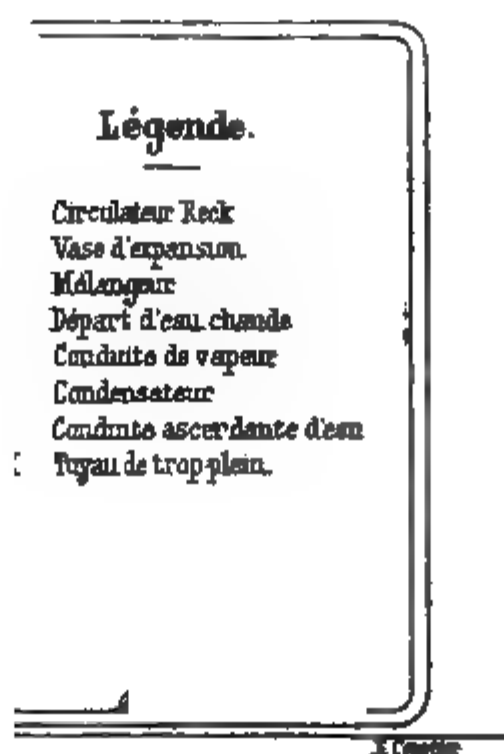 Légende.
Circulateur Reck
Vase d'expansion.
Mélangeur
Départ d'eau chaude
Conduite de vapeur
Condensateur
Conduite ascendante d'eau
Tuyau de trop-plein.